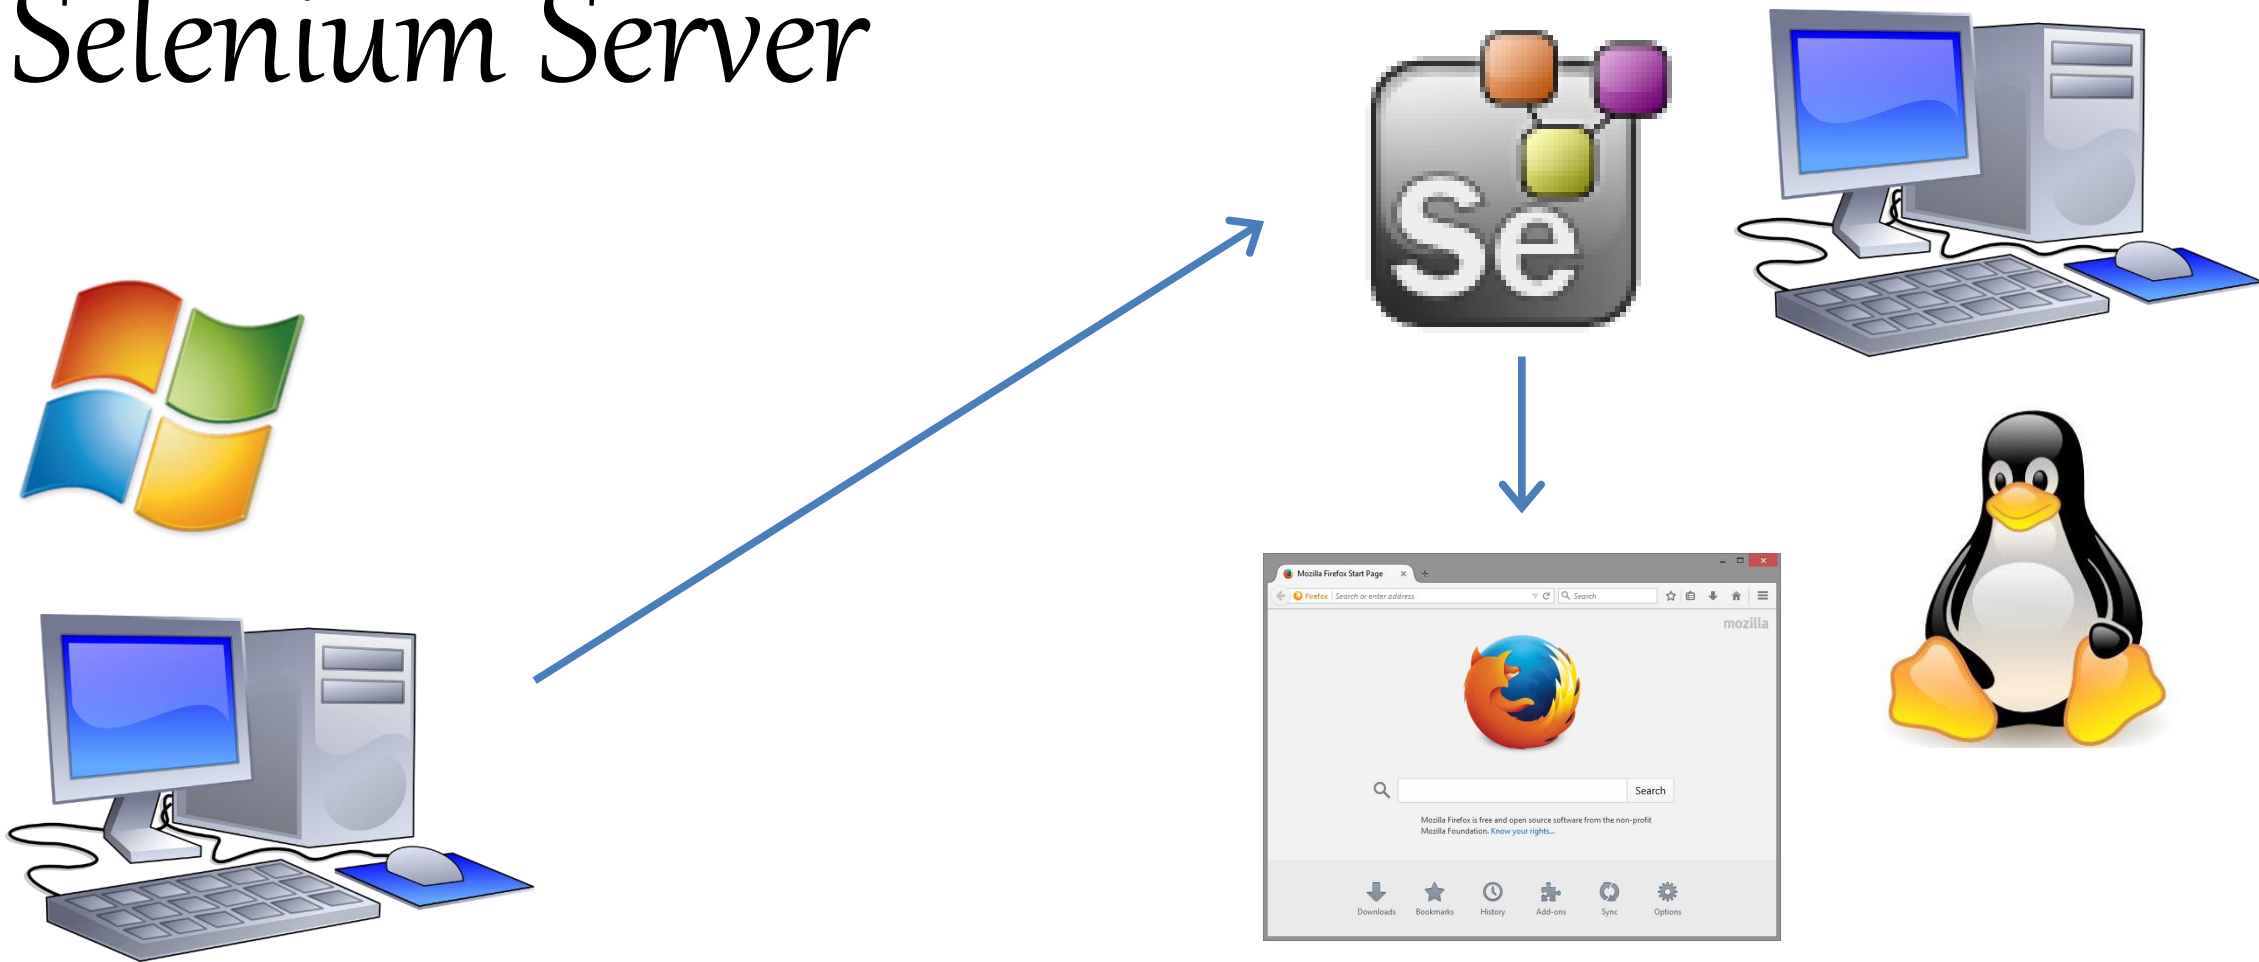 Selenium Server
Se
Mozilla Firefox Start Page
Firefox Search or enter address
Search
mozilla
Search
Mozilla Firefox is free and open source software from the non-profit
Mozilla Foundation. Know your rights...
Downloads Bookmarks History Add-ons Sync Options